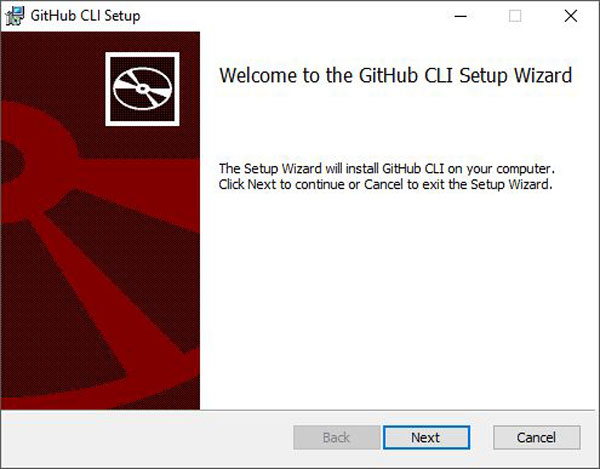 GitHub CLI Setup
Welcome to the GitHub CLI Setup Wizard
The Setup Wizard will install GitHub CLI on your computer.
Click Next to continue or Cancel to exit the Setup Wizard.
Back
Next
Cancel